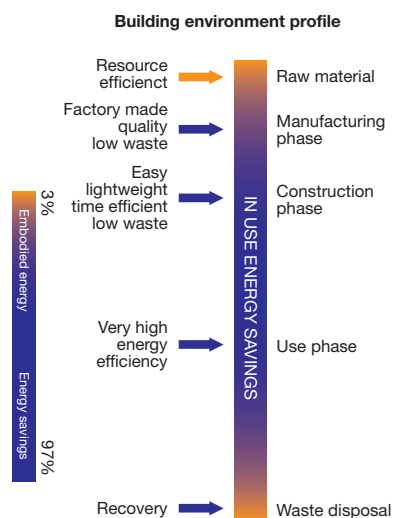 Building environment profile
Resource
efficienct
Raw material
Factory made
quality
low waste
Manufacturing
phase
Easy
lightweight
time efficient
low waste
Construction
phase
3%
Embodied energy
Energy savings
97%
IN USE ENERGY SAVINGS
Very high
energy
efficiency
Use phase
Recovery
Waste disposal